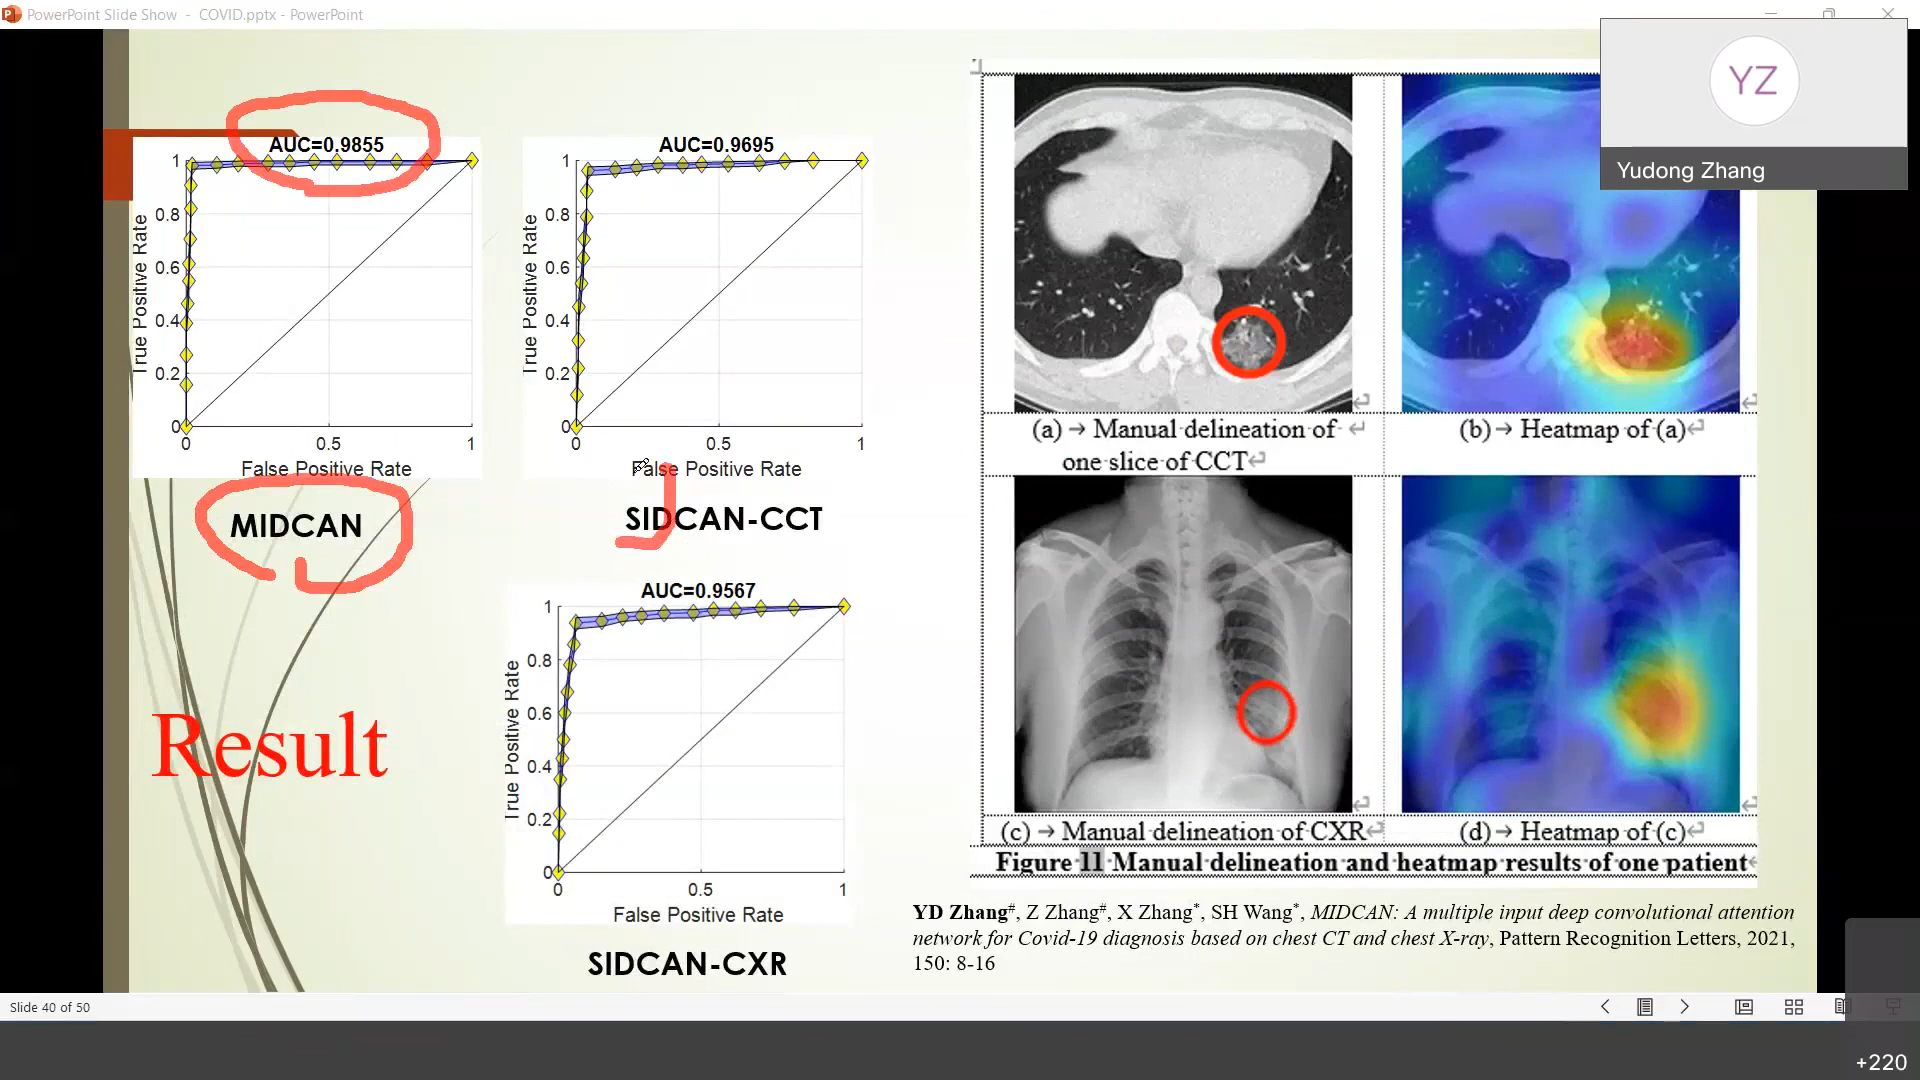 PowerPoint Slide Show - COVID.pptx - PowerPoint
YZ
Yudong Zhang
AUC=0.9855
1
0.8
0.6
0.4
0.2
0
0
0.5
1
True Positive Rate
False Positive Rate
MIDCAN
AUC=0.9695
1
0.8
0.6
0.4
0.2
0
0
0.5
1
True Positive Rate
False Positive Rate
SIDCAN-CCT
AUC=0.9567
1
0.8
0.6
0.4
0.2
0
0
0.5
1
True Positive Rate
False Positive Rate
SIDCAN-CXR
Result
(a) → Manual delineation of
one slice of CCT
(b) → Heatmap of (a)
(c) → Manual delineation of CXR
(d) → Heatmap of (c)
Figure 11 Manual delineation and heatmap results of one patient
YD Zhang#, Z Zhang#, X Zhang*, SH Wang*, MIDCAN: A multiple input deep convolutional attention
network for Covid-19 diagnosis based on chest CT and chest X-ray, Pattern Recognition Letters, 2021,
150: 8-16
Slide 40 of 50
+220